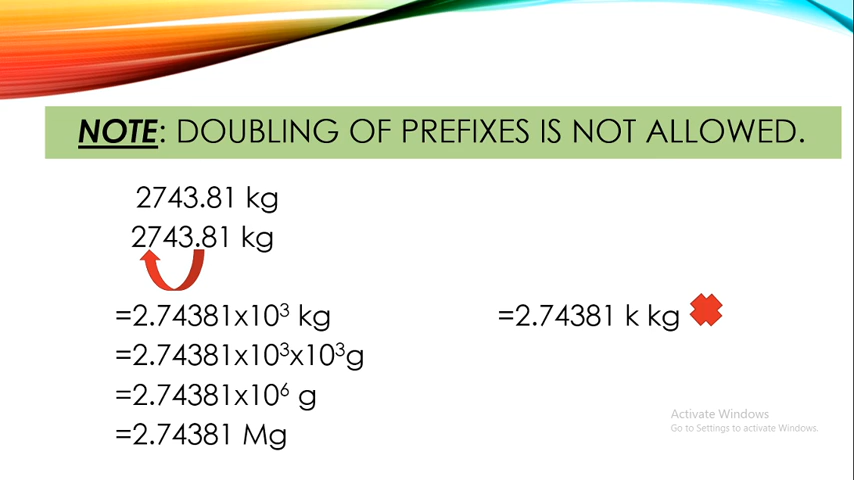 NOTE: DOUBLING OF PREFIXES IS NOT ALLOWED.
2743.81 kg
2743.81 kg
=2.74381x10³ kg
=2.74381 k kg
=2.74381x10³x10³g
=2.74381x10⁶ g
=2.74381 Mg
Activate Windows
Go to Settings to activate Windows.